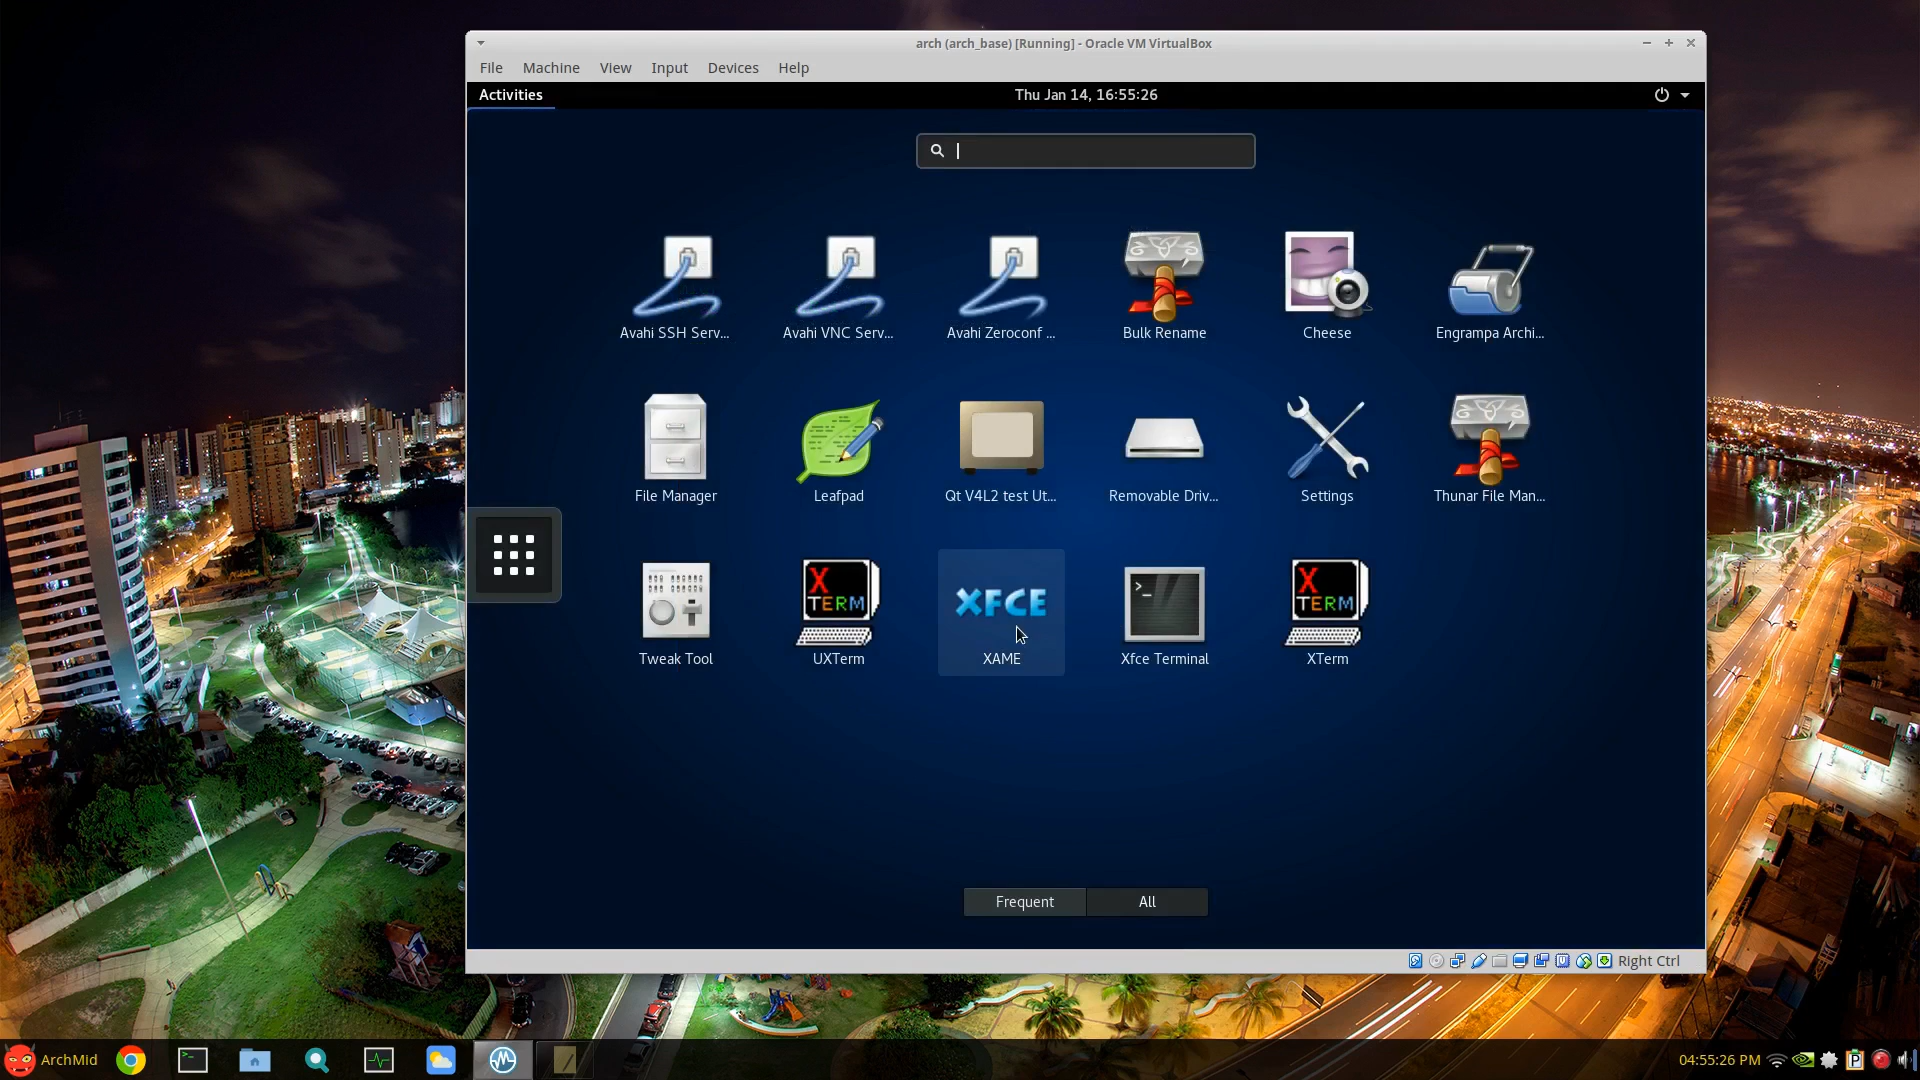 arch (arch_base) [Running] - Oracle VM VirtualBox
File Machine View Input Devices Help
Activities
Thu Jan 14, 16:55:26
Avahi SSH Serv...
Avahi VNC Serv...
Avahi Zeroconf ...
Bulk Rename
Cheese
Engrampa Archi...
File Manager
Leafpad
Qt V4L2 test Ut...
Removable Driv...
Settings
Thunar File Man...
X
TERM
XFCE
>_
X
TERM
Tweak Tool
UXTerm
XAME
Xfce Terminal
XTerm
Frequent
All
Right Ctrl
ArchMid
>_
04:55:26 PM
P